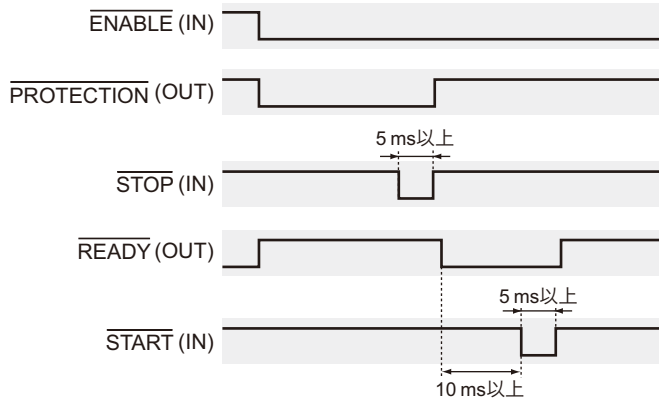 ENABLE (IN)
PROTECTION (OUT)
5 ms以上
STOP (IN)
READY (OUT)
5 ms以上
START (IN)
10 ms以上